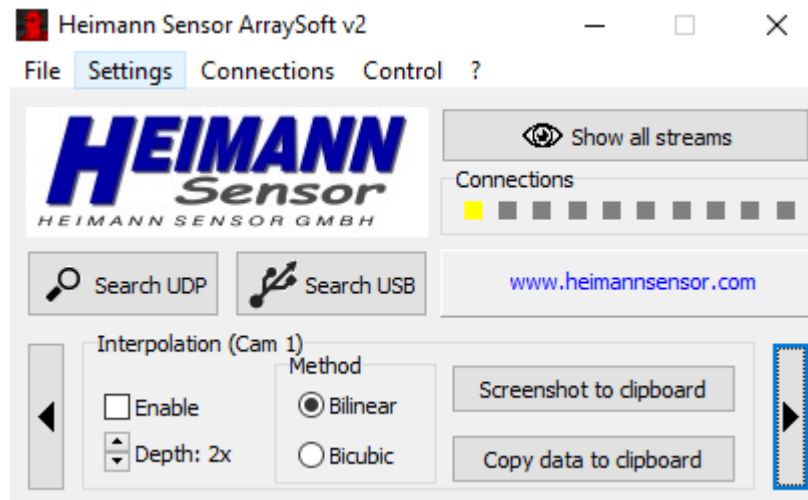 Heimann Sensor ArraySoft v2
File Settings Connections Control ?
HEIMANN
Sensor
HEIMANN SENSOR GMBH
Show all streams
Connections
Search UDP
Search USB
www.heimannsensor.com
Interpolation (Cam 1)
Enable
Depth: 2x
Method
Bilinear
Bicubic
Screenshot to clipboard
Copy data to clipboard